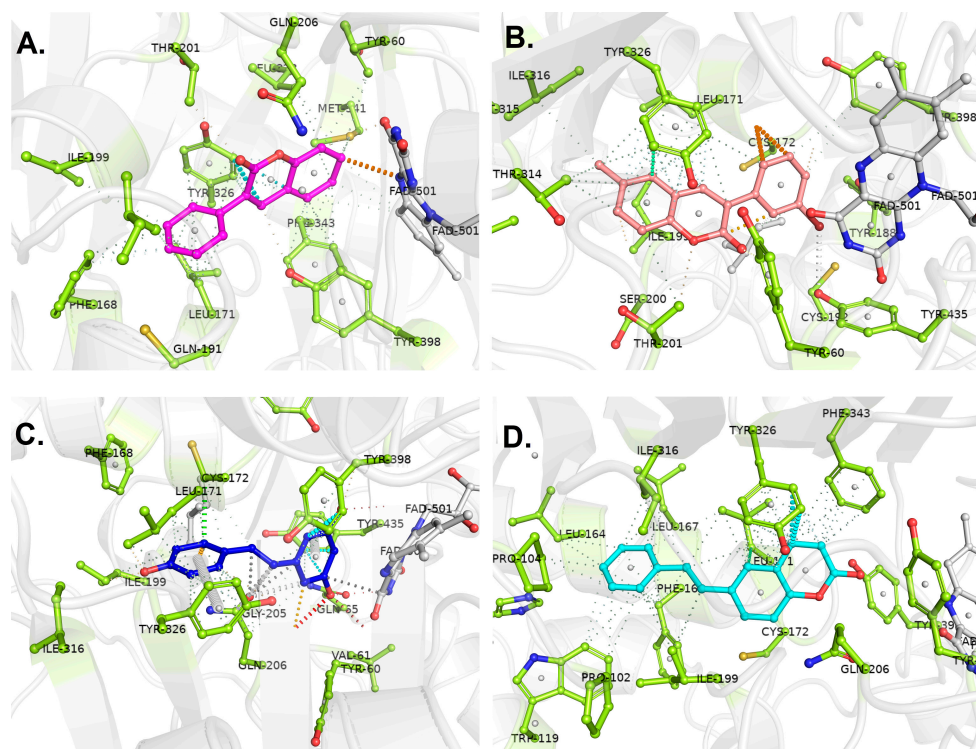 A.
GLN-206
TYR-60
THR-201
MET-341
ILE-199
TYR-326
FAD-501
PHE-343
FAD-501
PHE-168
LEU-171
GLN-191
TYR-398
B.
TYR-326
ILE-316
315
LEU-171
CYS-172
398
THR-314
FAD-501
FAD-501
TYR-188
SER-200
CYS-192
TYR-435
THR-201
TYR-60
C.
PHE-168
CYS-172
TYR-398
LEU-171
FAD-501
TYR-435
ILE-199
GLY-205
GLN-65
TYR-326
ILE-316
GLN-206
VAL-61
TYR-60
D.
PHE-343
TYR-326
ILE-316
LEU-164
LEU-167
PRO-104
PHE-16
CYS-172
GLN-206
PRO-102
ILE-199
TRP-119